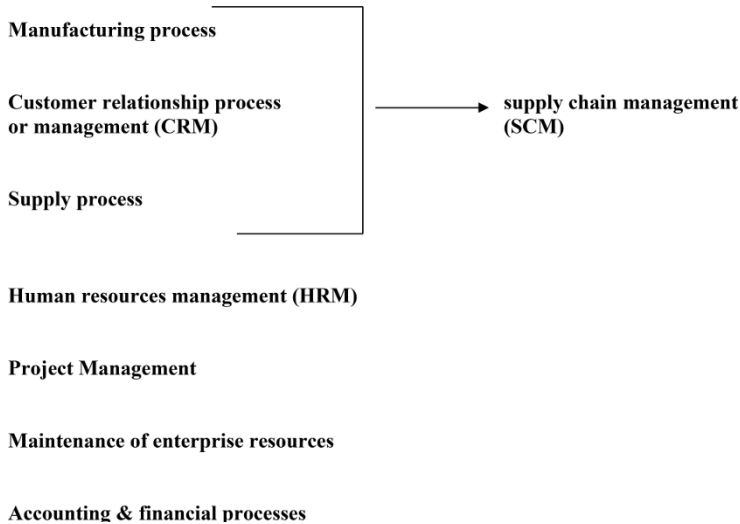 Manufacturing process
Customer relationship process
or management (CRM)
supply chain management
(SCM)
Supply process
Human resources management (HRM)
Project Management
Maintenance of enterprise resources
Accounting & financial processes